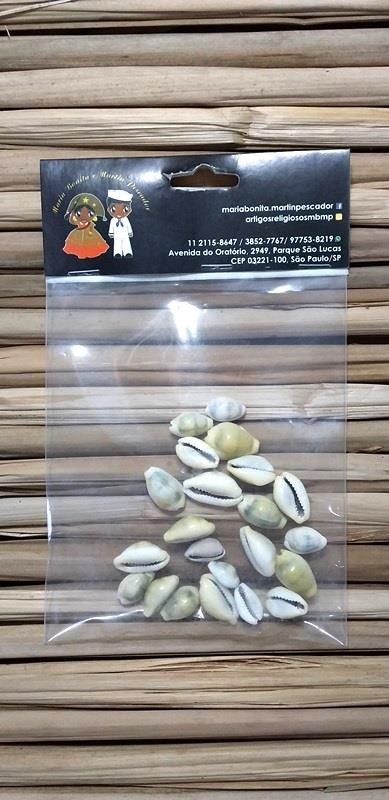 Maria Bonita e Martin Pescador
mariabonita.martinpescador
artigosreligiososmbmp
11 2115-8647 / 3852-7767/ 97753-8219
Avenida do Oratório, 2949, Parque São Lucas
CEP 03221-100, São Paulo/SP